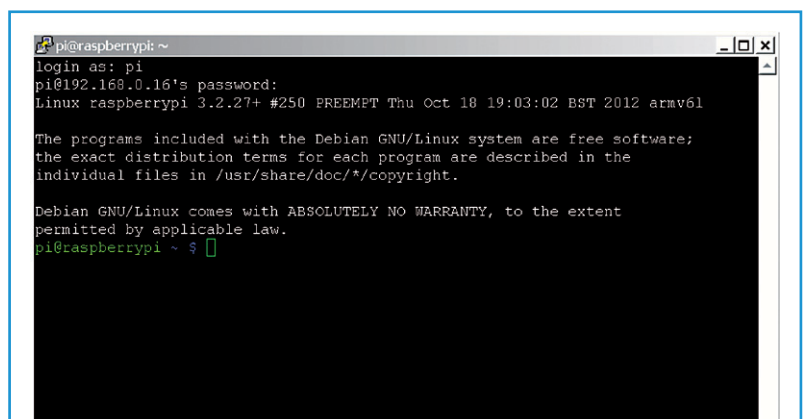 pi@raspberrypi: ~
login as: pi
pi@192.168.0.16's password:
Linux raspberrypi 3.2.27+ #250 PREEMPT Thu Oct 18 19:03:02 BST 2012 armv6l
The programs included with the Debian GNU/Linux system are free software;
the exact distribution terms for each program are described in the
individual files in /usr/share/doc/*/copyright.
Debian GNU/Linux comes with ABSOLUTELY NO WARRANTY, to the extent
permitted by applicable law.
pi@raspberrypi ~ $